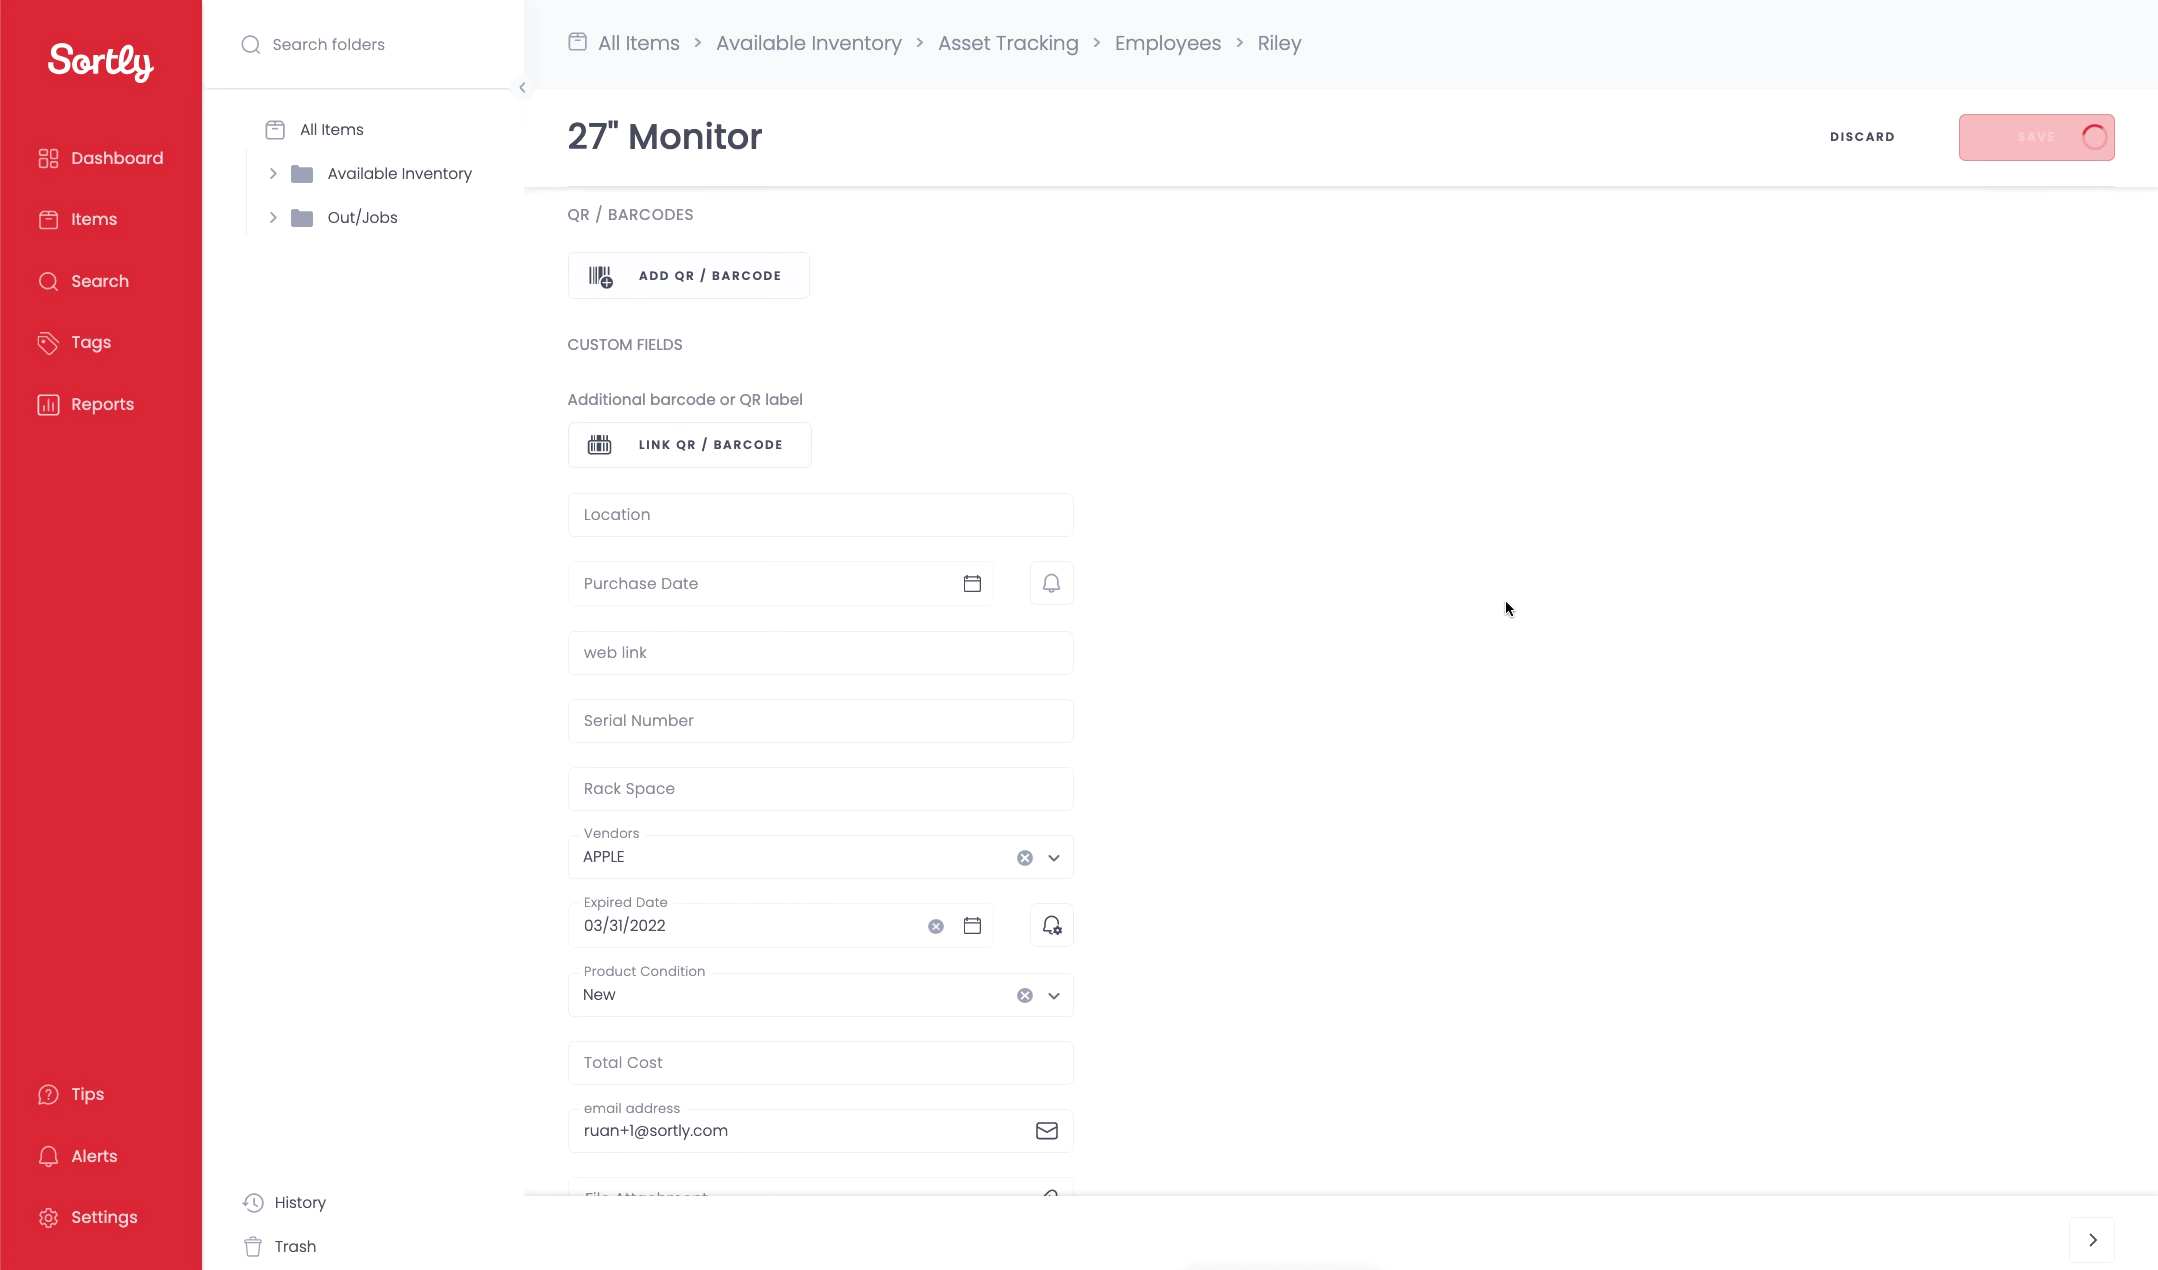 Sortly
Dashboard
Items
Search
Tags
Reports
Tips
Alerts
Settings
Search folders
All Items
Available Inventory
Out/Jobs
History
Trash
All Items > Available Inventory > Asset Tracking > Employees > Riley
27" Monitor
DISCARD
SAVE
QR / BARCODES
ADD QR / BARCODE
CUSTOM FIELDS
Additional barcode or QR label
LINK QR / BARCODE
Location
Purchase Date
web link
Serial Number
Rack Space
Vendors
APPLE
Expired Date
03/31/2022
Product Condition
New
Total Cost
email address
ruan+1@sortly.com
File Attachment